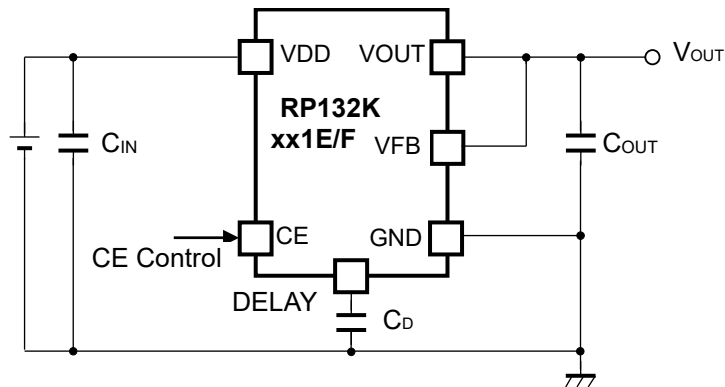 VDD
VOUT
VOUT
RP132K
xx1E/F
CIN
VFB
COUT
CE
GND
CE Control
DELAY
CD